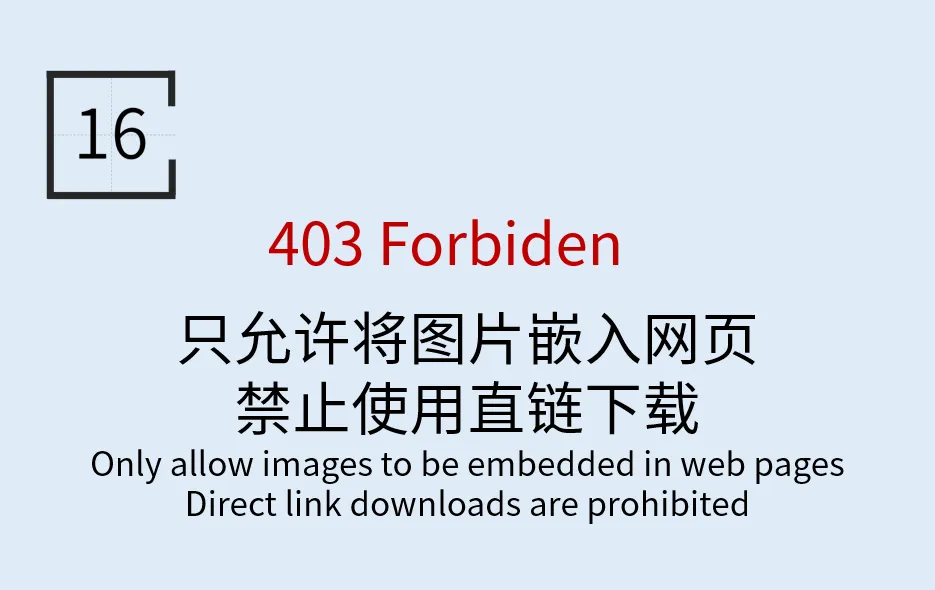 16
403 Forbiden
只允许将图片嵌入网页
禁止使用直链下载
Only allow images to be embedded in web pages
Direct link downloads are prohibited